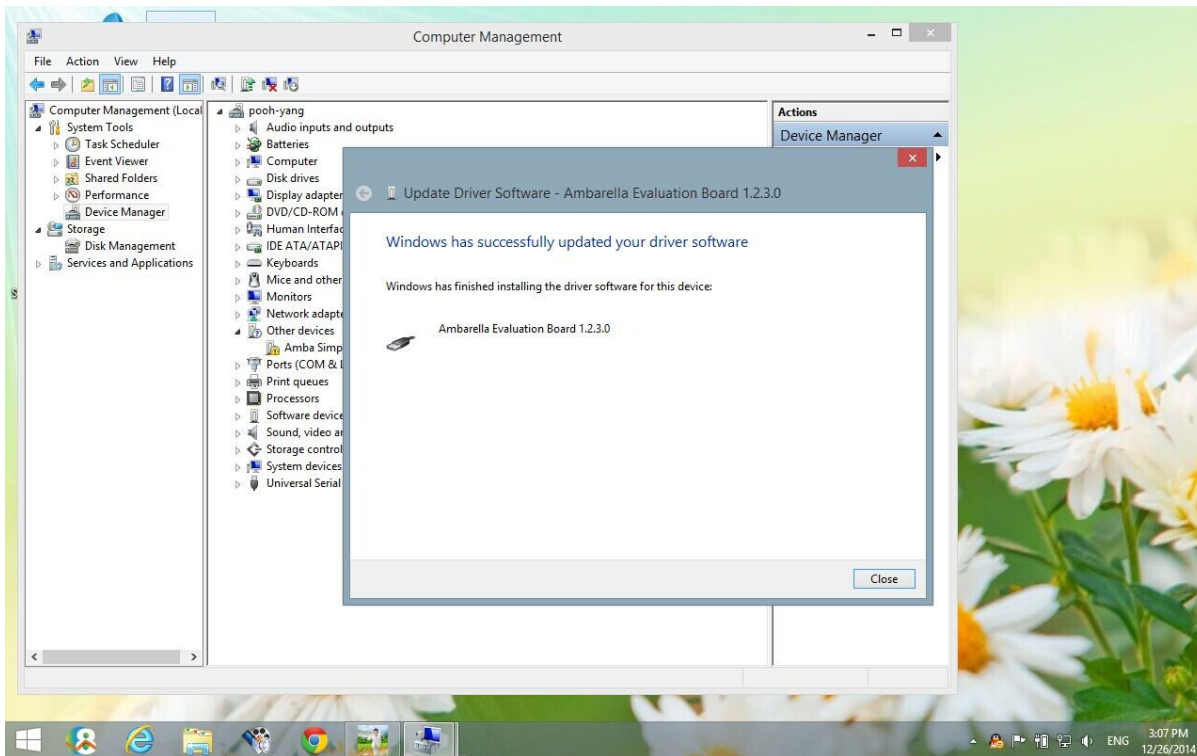 Computer Management
File Action View Help
Computer Management (Local
System Tools
Task Scheduler
Event Viewer
Shared Folders
Performance
Device Manager
Storage
Disk Management
Services and Applications
pooh-yang
Audio inputs and outputs
Batteries
Computer
Disk drives
Display adapter
DVD/CD-ROM
Human Interfac
IDE ATA/ATAPI
Keyboards
Mice and other
Monitors
Network adapte
Other devices
Amba Simp
Ports (COM &
Print queues
Processors
Software device
Sound, video
Storage control
System devices
Universal Serial
Actions
Device Manager
Update Driver Software - Ambarella Evaluation Board 1.2.3.0
Windows has successfully updated your driver software
Windows has finished installing the driver software for this device:
Ambarella Evaluation Board 1.2.3.0
Close
ENG
3:07 PM
12/26/2014